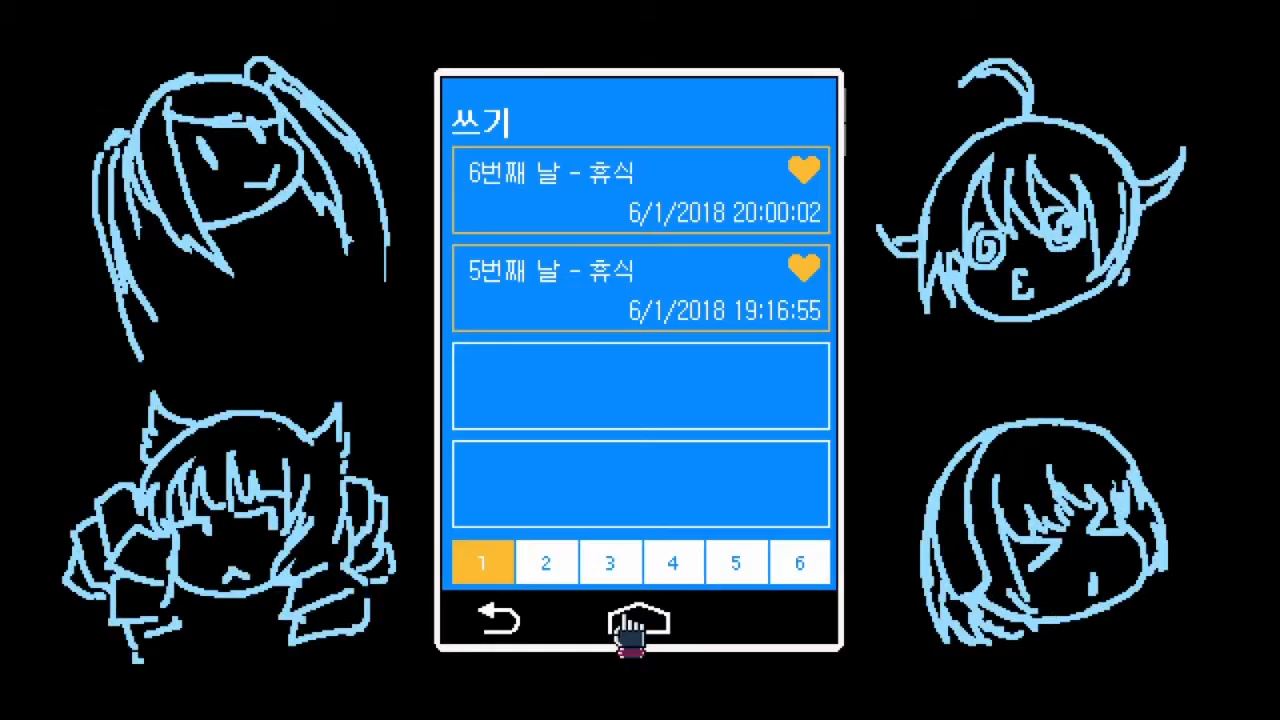 쓰기
6번째 날 - 휴식
6/1/2018 20:00:02
5번째 날 - 휴식
6/1/2018 19:16:55
1 2 3 4 5 6